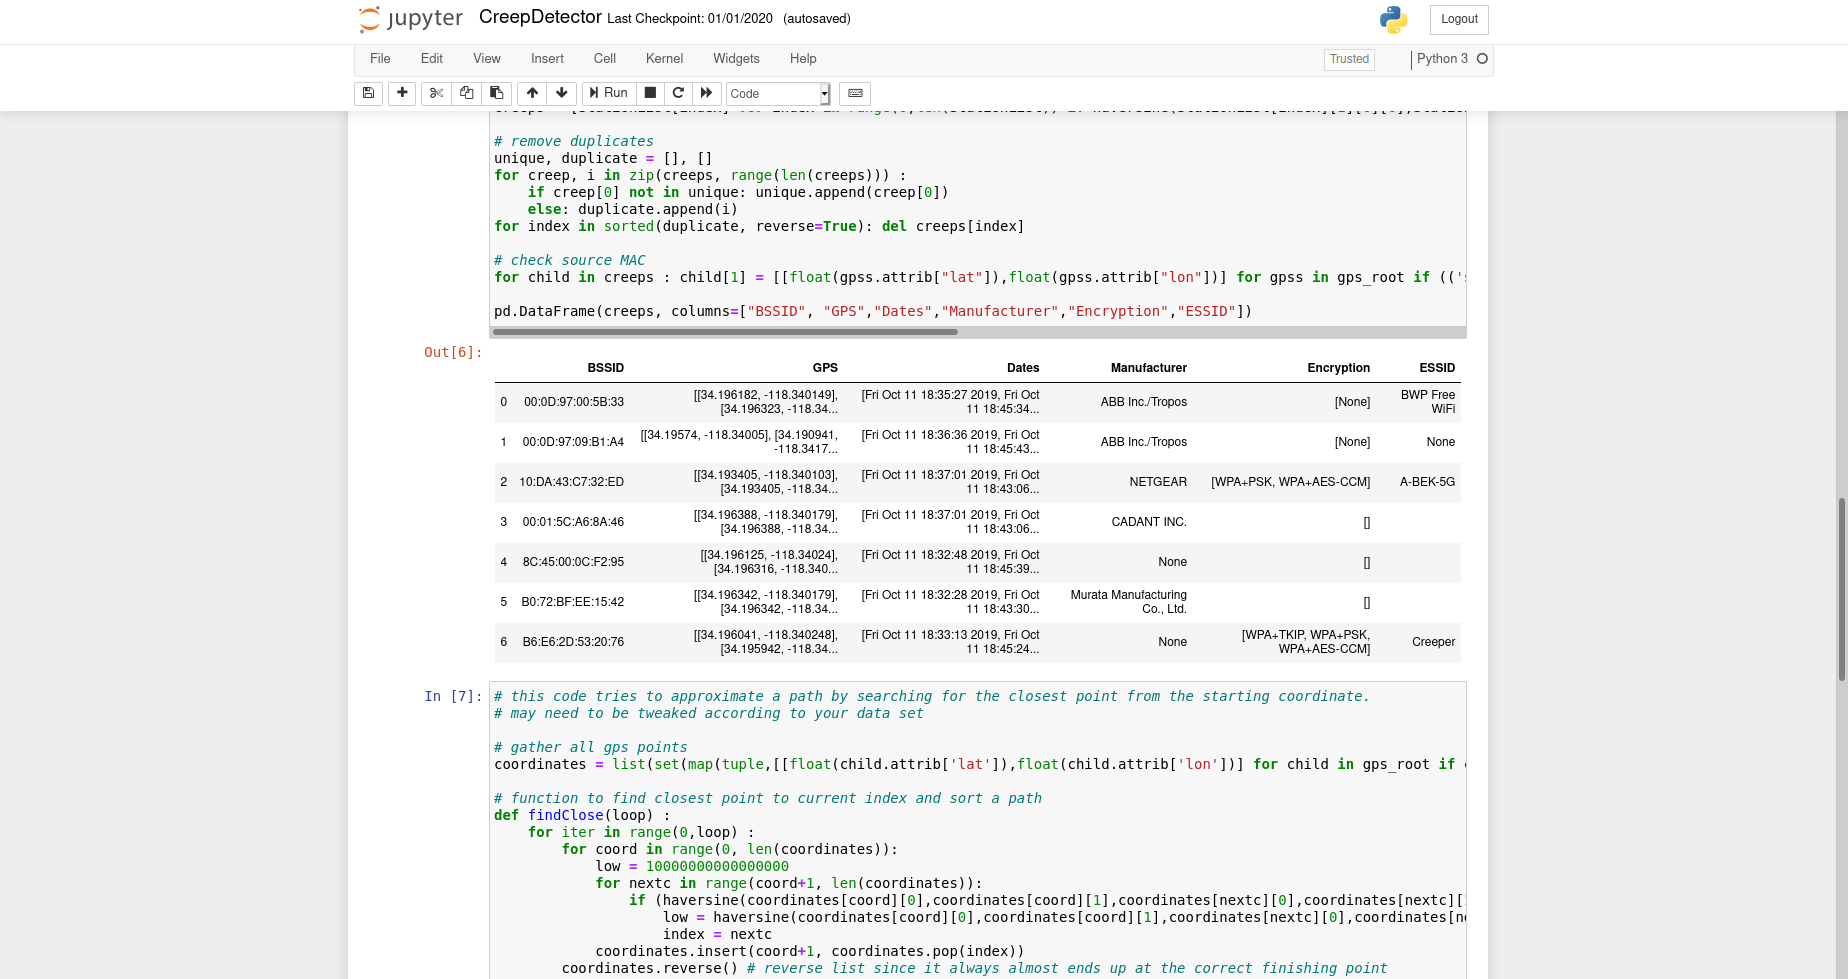 jupyter CreepDetector Last Checkpoint: 01/01/2020 (autosaved)
Logout
File Edit View Insert Cell Kernel Widgets Help
Trusted
Python 3
Run
Code
# remove duplicates
unique, duplicate = [], []
for creep, i in zip(creeps, range(len(creeps))) :
    if creep[0] not in unique: unique.append(creep[0])
    else: duplicate.append(i)
for index in sorted(duplicate, reverse=True): del creeps[index]
# check source MAC
for child in creeps : child[1] = [[float(gpss.attrib["lat"]),float(gpss.attrib["lon"])] for gpss in gps_root if (('
pd.DataFrame(creeps, columns=["BSSID", "GPS","Dates","Manufacturer","Encryption","ESSID"])
Out[6]:
BSSID GPS Dates Manufacturer Encryption ESSID
0 00:0D:97:00:5B:33 [[34.196182, -118.340149], [Fri Oct 11 18:35:27 2019, Fri Oct ABB Inc./Tropos [None] BWP Free
[34.196323, -118.34... 11 18:45:34... WiFi
1 00:0D:97:09:B1:A4 [[34.19574, -118.34005], [34.190941, [Fri Oct 11 18:36:36 2019, Fri Oct ABB Inc./Tropos [None] None
-118.3417... 11 18:45:43...
2 10:DA:43:C7:32:ED [[34.193405, -118.340103], [Fri Oct 11 18:37:01 2019, Fri Oct NETGEAR [WPA+PSK, WPA+AES-CCM] A-BEK-5G
[34.193405, -118.34... 11 18:43:06...
3 00:01:5C:A6:8A:46 [[34.196388, -118.340179], [Fri Oct 11 18:37:01 2019, Fri Oct CADANT INC. []
[34.196388, -118.34... 11 18:43:06...
4 8C:45:00:0C:F2:95 [[34.196125, -118.34024], [Fri Oct 11 18:32:48 2019, Fri Oct None []
[34.196316, -118.340... 11 18:45:39...
5 B0:72:BF:EE:15:42 [[34.196342, -118.340179], [Fri Oct 11 18:32:28 2019, Fri Oct Murata Manufacturing []
[34.196342, -118.34... 11 18:43:30... Co., Ltd.
6 B6:E6:2D:53:20:76 [[34.196041, -118.340248], [Fri Oct 11 18:33:13 2019, Fri Oct None [WPA+TKIP, WPA+PSK, Creeper
[34.195942, -118.34... 11 18:45:24... WPA+AES-CCM]
In [7]:
# this code tries to approximate a path by searching for the closest point from the starting coordinate.
# may need to be tweaked according to your data set
# gather all gps points
coordinates = list(set(map(tuple,[[float(child.attrib['lat']),float(child.attrib['lon'])] for child in gps_root if
# function to find closest point to current index and sort a path
def findClose(loop) :
    for iter in range(0,loop) :
        for coord in range(0, len(coordinates)):
            low = 10000000000000000
            for nextc in range(coord+1, len(coordinates)):
                if (haversine(coordinates[coord][0],coordinates[coord][1],coordinates[nextc][0],coordinates[nextc][
                    low = haversine(coordinates[coord][0],coordinates[coord][1],coordinates[nextc][0],coordinates[n
                    index = nextc
            coordinates.insert(coord+1, coordinates.pop(index))
        coordinates.reverse() # reverse list since it always almost ends up at the correct finishing point